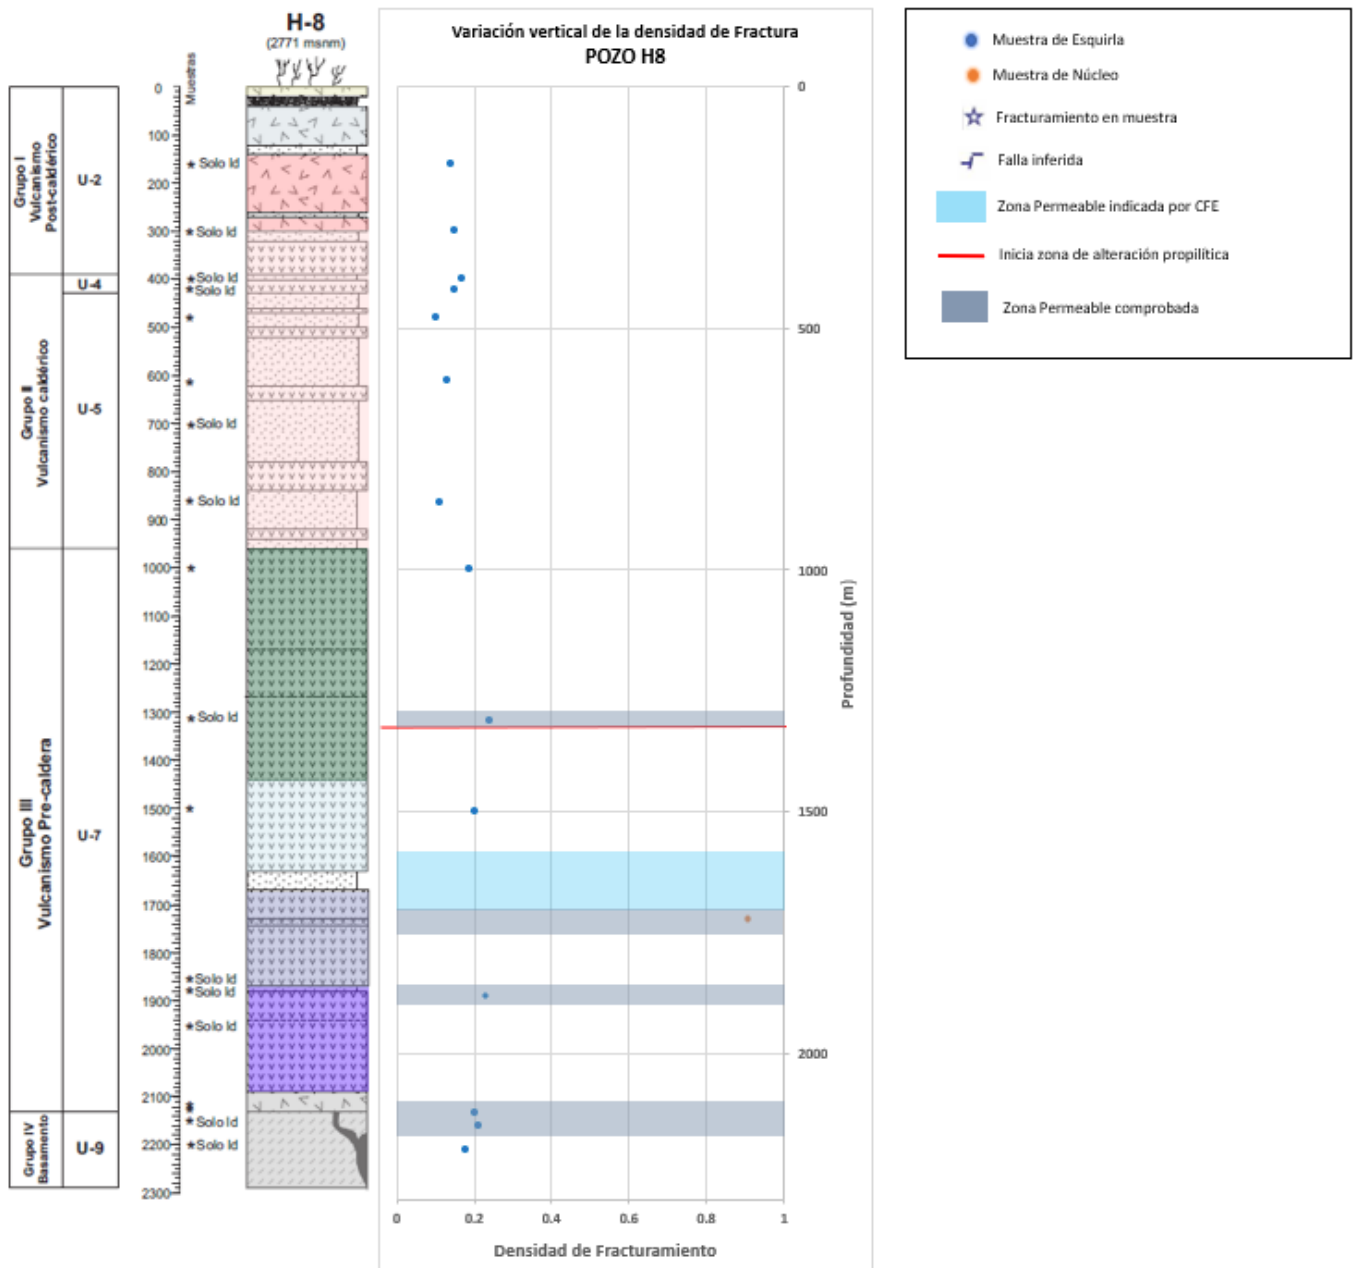 H-8
(2771 msnm)
Muestras
Grupo I
Vulcanismo
Post-caldérico
U-2
U-4
Grupo II
Vulcanismo caldérico
U-5
Grupo III
Vulcanismo Pre-caldera
U-7
Grupo IV
Basamento
U-9
0
100
200
300
400
500
600
700
800
900
1000
1100
1200
1300
1400
1500
1600
1700
1800
1900
2000
2100
2200
2300
Solo Id
Solo Id
Solo Id
Solo Id
Solo Id
Solo Id
Solo Id
Solo Id
Solo Id
Solo Id
Solo Id
Solo Id
Variación vertical de la densidad de Fractura
POZO H8
0
500
1000
1500
2000
Profundidad (m)
0
0.2
0.4
0.6
0.8
1
Densidad de Fracturamiento
Muestra de Esquirla
Muestra de Núcleo
Fracturamiento en muestra
Falla inferida
Zona Permeable indicada por CFE
Inicia zona de alteración propilítica
Zona Permeable comprobada